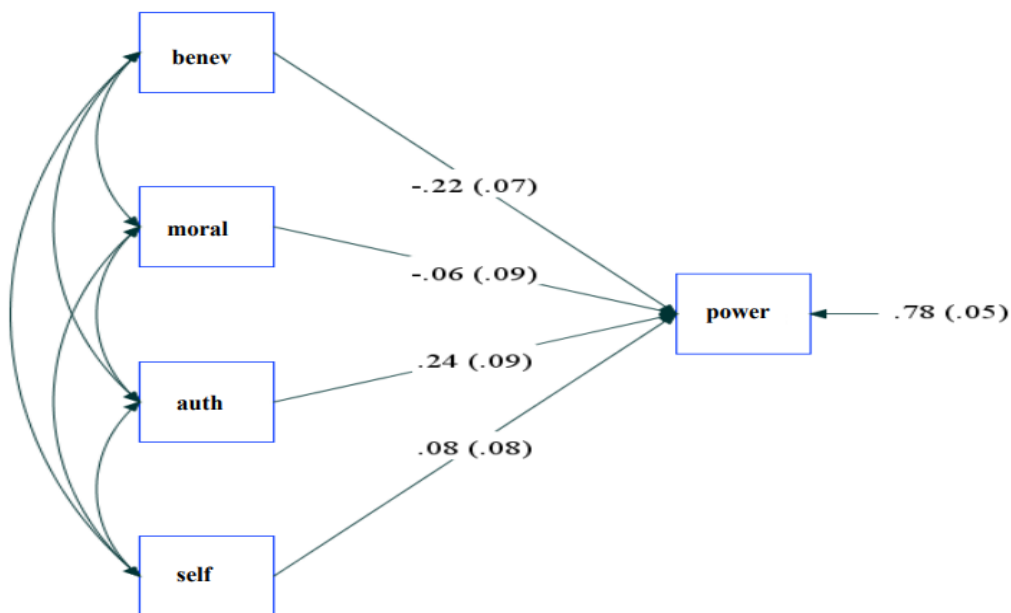 benev
-.22 (.07)
moral
-.06 (.09)
power
.78 (.05)
.24 (.09)
auth
.08 (.08)
self